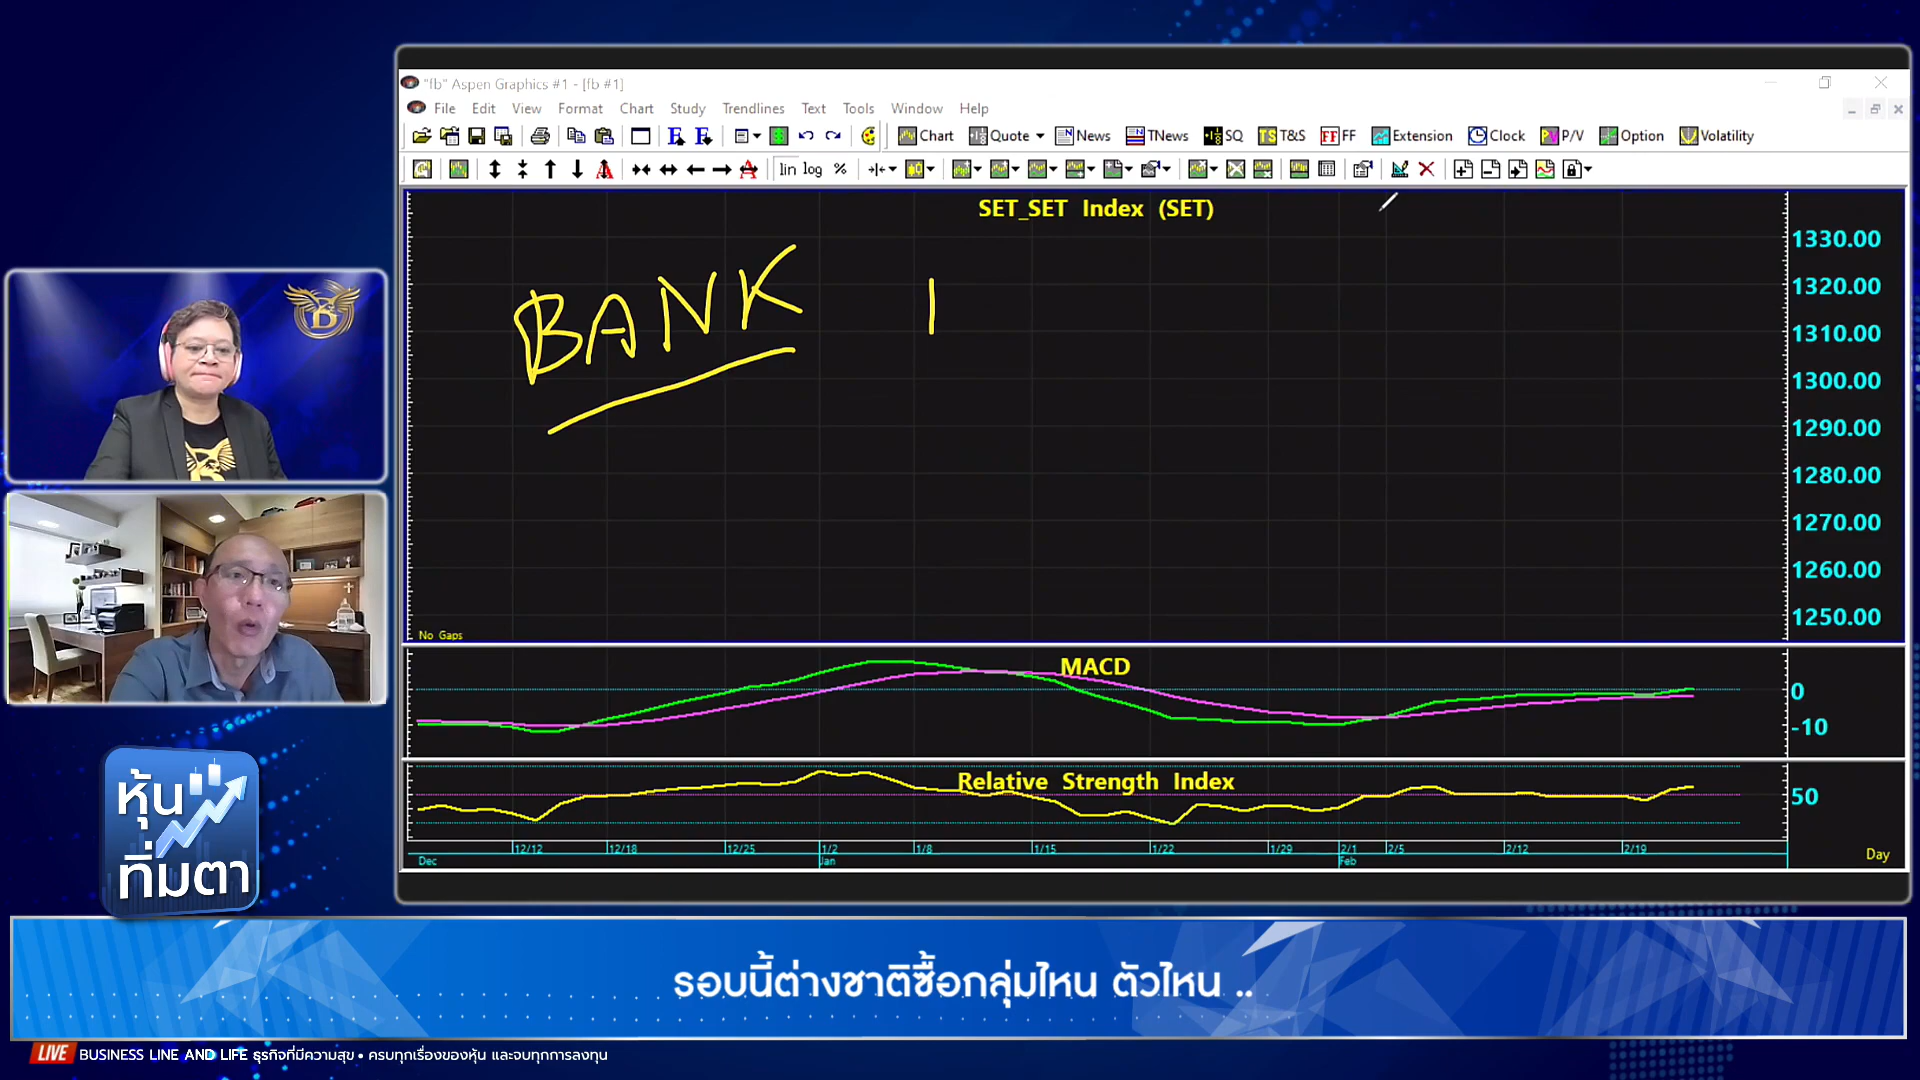 "fb" Aspen Graphics #1 - [fb #1]
File Edit View Format Chart Study Trendlines Text Tools Window Help
Chart Quote News TNews SQ TS T&S FF FF Extension Clock P/V P/V Option Volatility
lin log %
SET_SET Index (SET)
BANK I
1330.00
1320.00
1310.00
1300.00
1290.00
1280.00
1270.00
1260.00
1250.00
No Gaps
MACD
0
-10
Relative Strength Index
50
12/12 12/18 12/25 1/2 1/8 1/15 1/22 1/29 2/1 2/5 2/12 2/19
Dec Jan Feb
Day
หุ้น
ทิ่มตา
รอบนี้ต่างชาติซื้อกลุ่มไหน ตัวไหน ..
LIVE BUSINESS LINE AND LIFE ธุรกิจที่มีความสุข • ครบทุกเรื่องของหุ้น และจบทุกการลงทุน